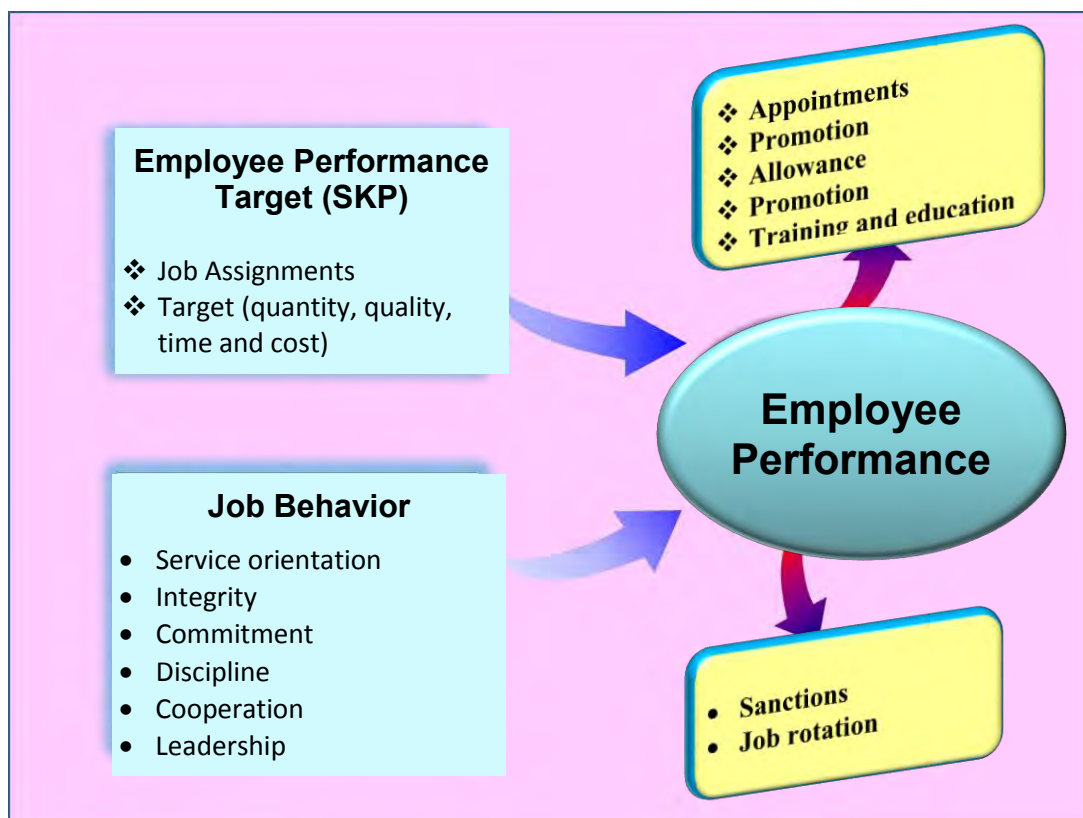 Employee Performance
Target (SKP)
❖ Job Assignments
❖ Target (quantity, quality,
time and cost)
Job Behavior
• Service orientation
• Integrity
• Commitment
• Discipline
• Cooperation
• Leadership
❖ Appointments
❖ Promotion
❖ Allowance
❖ Promotion
❖ Training and education
Employee
Performance
• Sanctions
• Job rotation